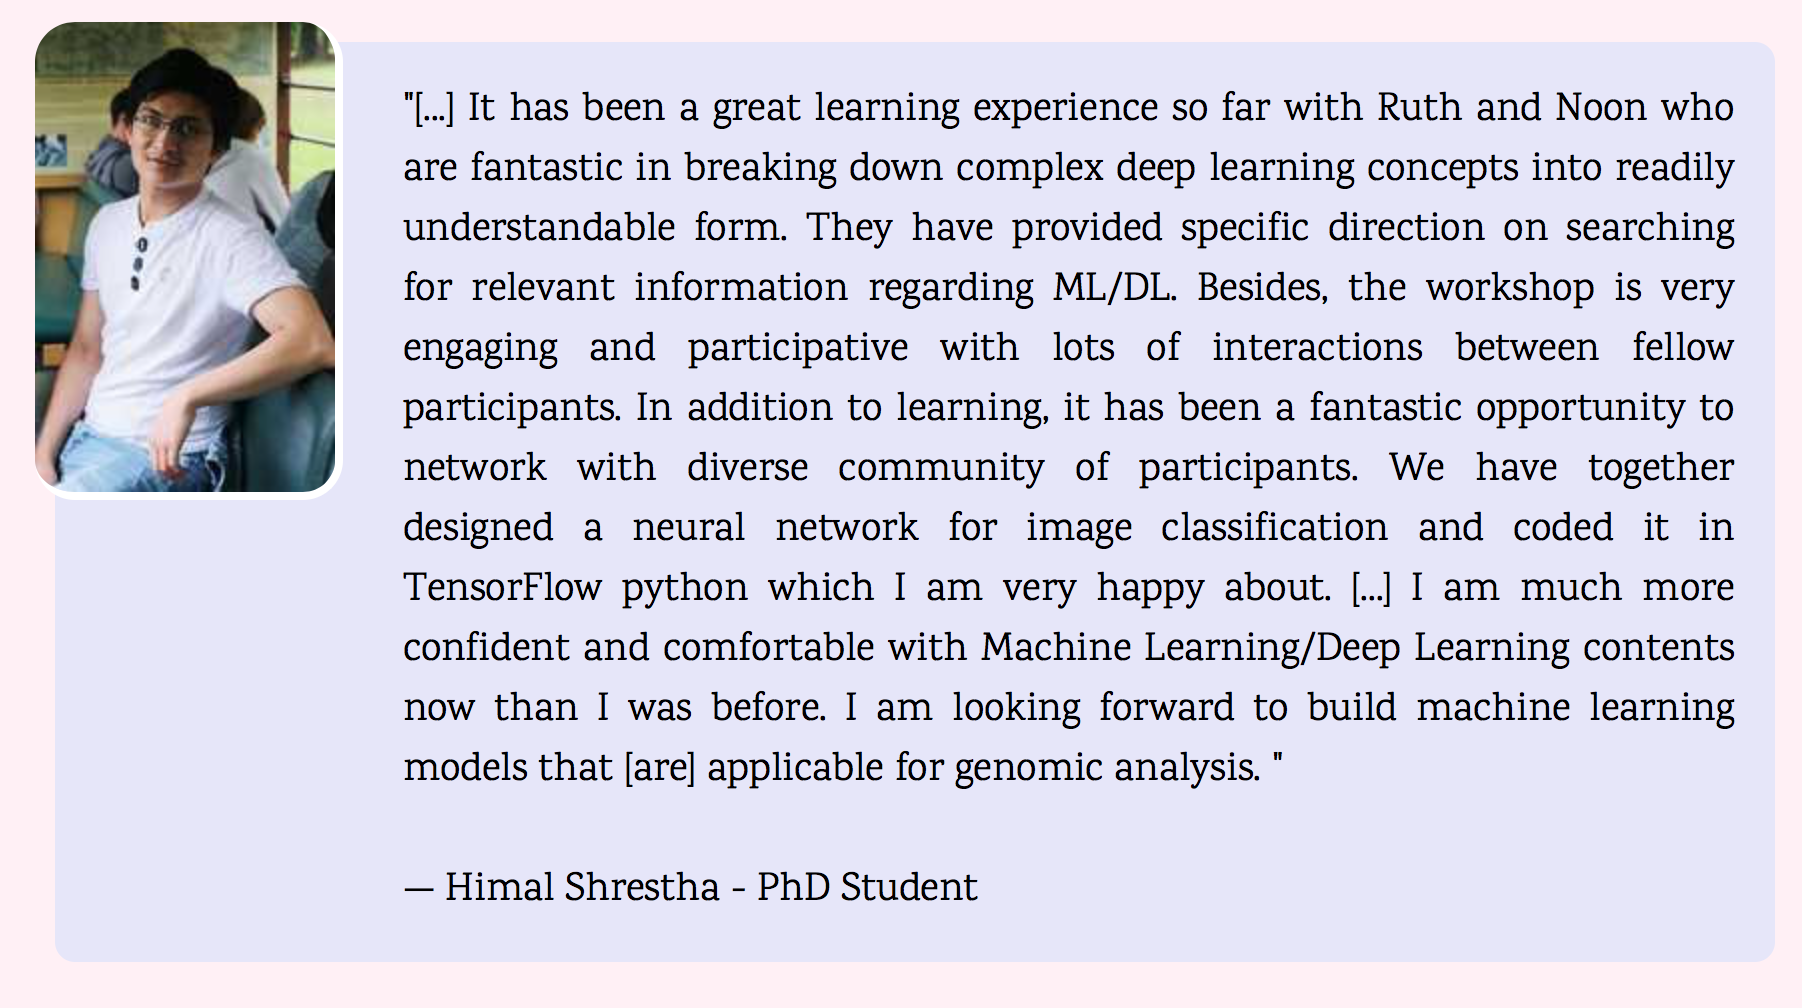 "[...] It has been a great learning experience so far with Ruth and Noon who
are fantastic in breaking down complex deep learning concepts into readily
understandable form. They have provided specific direction on searching
for relevant information regarding ML/DL. Besides, the workshop is very
engaging and participative with lots of interactions between fellow
participants. In addition to learning, it has been a fantastic opportunity to
network with diverse community of participants. We have together
designed a neural network for image classification and coded it in
TensorFlow python which I am very happy about. [...] I am much more
confident and comfortable with Machine Learning/Deep Learning contents
now than I was before. I am looking forward to build machine learning
models that [are] applicable for genomic analysis. "
— Himal Shrestha - PhD Student